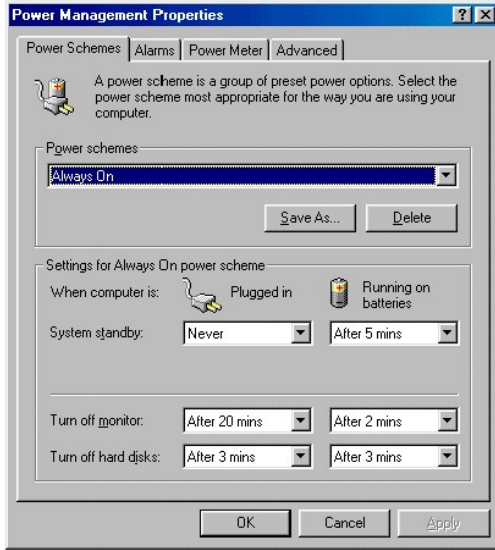 Power Management Properties
Power Schemes Alarms Power Meter Advanced
A power scheme is a group of preset power options. Select the
power scheme most appropriate for the way you are using your
computer.
Power schemes
Always On
Save As... Delete
Settings for Always On power scheme
When computer is: Plugged in Running on
batteries
System standby: Never After 5 mins
Turn off monitor: After 20 mins After 2 mins
Turn off hard disks: After 3 mins After 3 mins
OK Cancel Apply